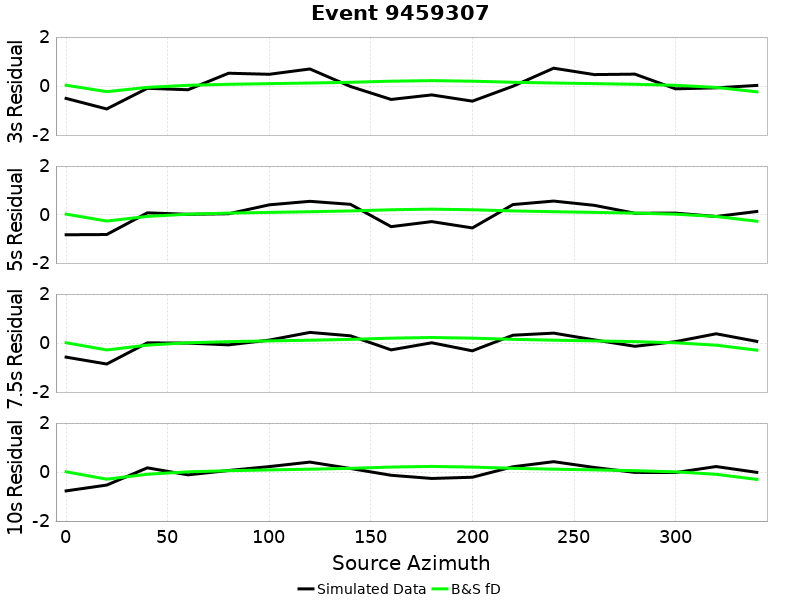 Event 9459307
3s Residual
2
0
-2
5s Residual
2
0
-2
7.5s Residual
2
0
-2
10s Residual
2
0
-2
0 50 100 150 200 250 300
Source Azimuth
Simulated Data B&S fD